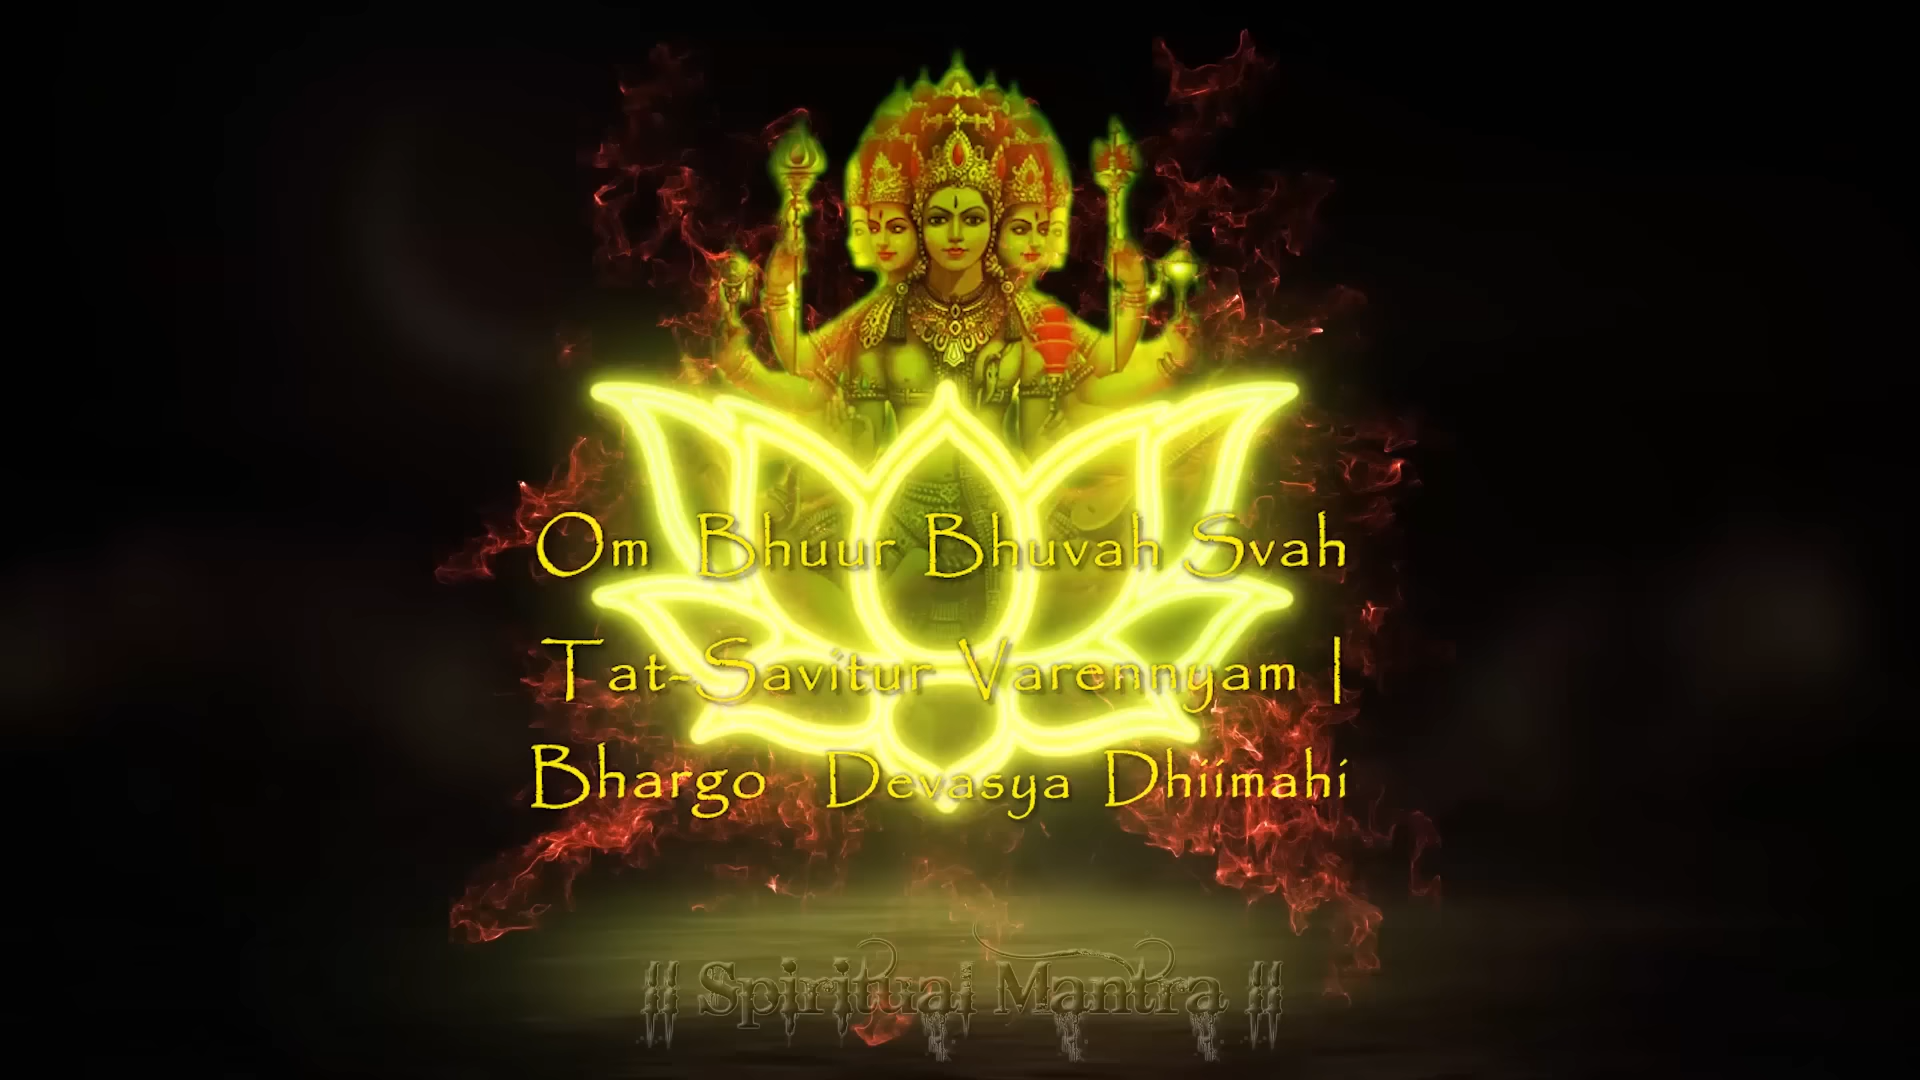 Om Bhuur Bhuvah Svah
Tat-Savitur Varennyam |
Bhargo Devasya Dhiimahi
|| Spiritual Mantra ||